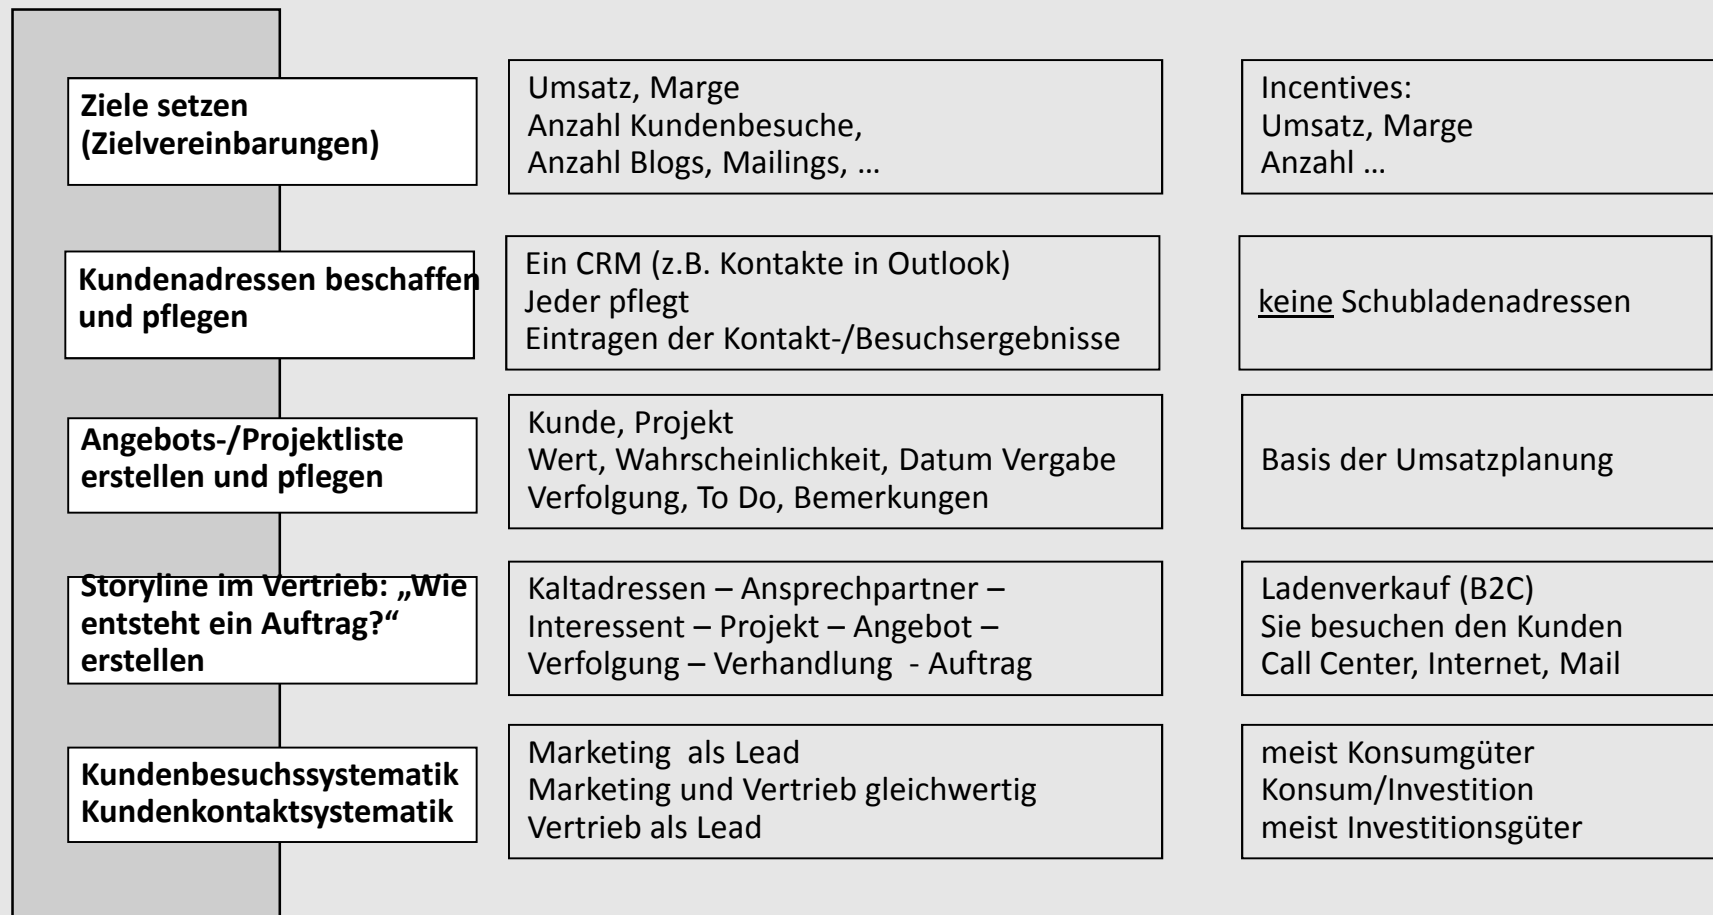 Ziele setzen
(Zielvereinbarungen)
Umsatz, Marge
Anzahl Kundenbesuche,
Anzahl Blogs, Mailings, …
Incentives:
Umsatz, Marge
Anzahl …
Kundenadressen beschaffen
und pflegen
Ein CRM (z.B. Kontakte in Outlook)
Jeder pflegt
Eintragen der Kontakt-/Besuchsergebnisse
keine Schubladenadressen
Angebots-/Projektliste
erstellen und pflegen
Kunde, Projekt
Wert, Wahrscheinlichkeit, Datum Vergabe
Verfolgung, To Do, Bemerkungen
Basis der Umsatzplanung
Storyline im Vertrieb: „Wie
entsteht ein Auftrag?“
erstellen
Kaltadressen – Ansprechpartner –
Interessent – Projekt – Angebot –
Verfolgung – Verhandlung  - Auftrag
Ladenverkauf (B2C)
Sie besuchen den Kunden
Call Center, Internet, Mail
Kundenbesuchssystematik
Kundenkontaktsystematik
Marketing  als Lead
Marketing und Vertrieb gleichwertig
Vertrieb als Lead
meist Konsumgüter
Konsum/Investition
meist Investitionsgüter